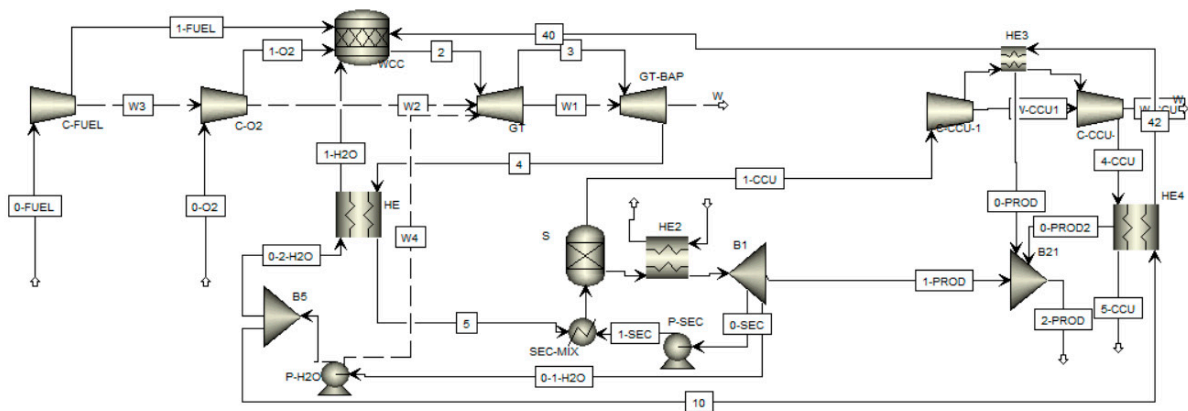 1-FUEL
40
HE3
1-O2
2
3
WCC
GT-BAP
W3
W2
W1
W
C-FUEL
C-O2
GT
C-CCU-1
W-CCU1
C-CCU-
W
42
1-H2O
4
1-CCU
4-CCU
0-FUEL
0-O2
HE
W4
0-PROD
HE4
0-PROD2
S
HE2
B1
B21
0-2-H2O
1-PROD
B5
5
1-SEC
P-SEC
0-SEC
2-PROD
5-CCU
SEC-MIX
P-H2O
0-1-H2O
10